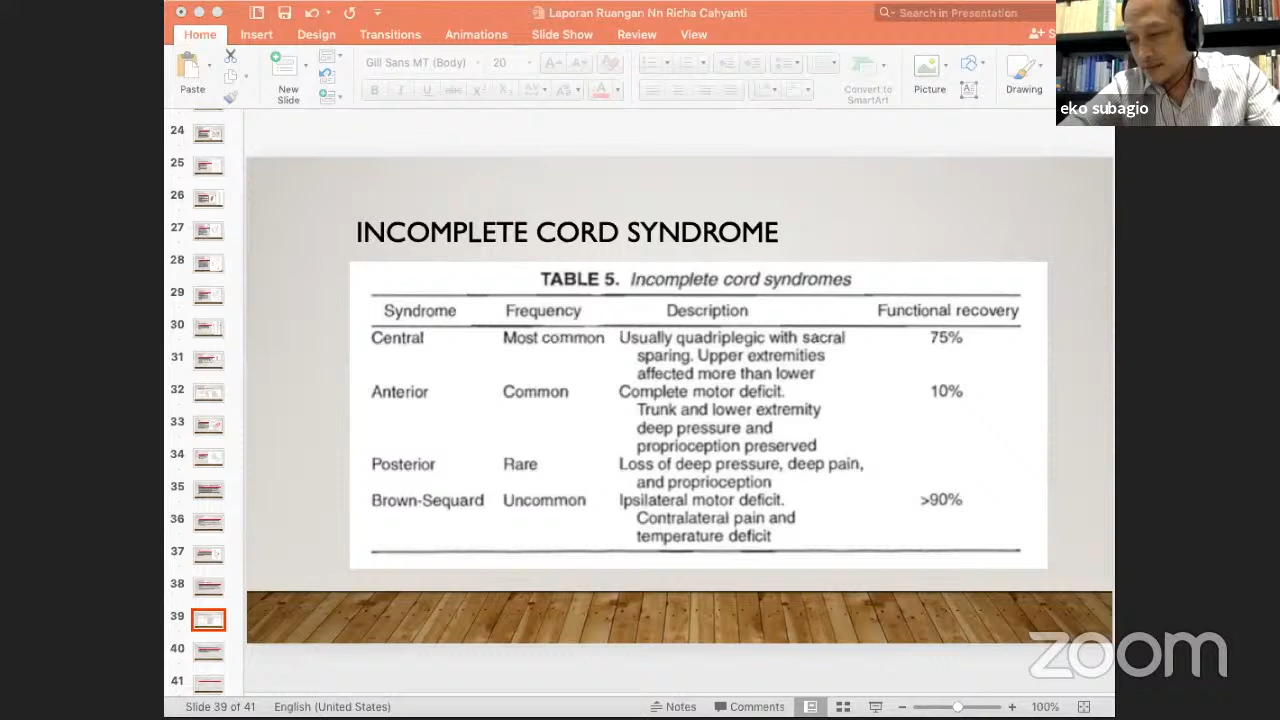 Laporan Ruangan Nn Richa Cahyanti
Search in Presentation
Home Insert Design Transitions Animations Slide Show Review View
S
Paste
New
Slide
Gill Sans MT (Body) 20
B I U abc X² X₂ AV Aa A
Convert to
SmartArt
Picture
Drawing
eko subagio
24
25
26
27
28
29
30
31
32
33
34
35
36
37
38
39
40
41
INCOMPLETE CORD SYNDROME
TABLE 5. Incomplete cord syndromes
Syndrome Frequency Description Functional recovery
Central Most common Usually quadriplegic with sacral 75%
sparing. Upper extremities
affected more than lower
Anterior Common Complete motor deficit. 10%
Trunk and lower extremity
deep pressure and
proprioception preserved
Posterior Rare Loss of deep pressure, deep pain,
and proprioception
Brown-Sequard Uncommon Ipsilateral motor deficit. >90%
Contralateral pain and
temperature deficit
zoom
Slide 39 of 41 English (United States) Notes Comments 100%